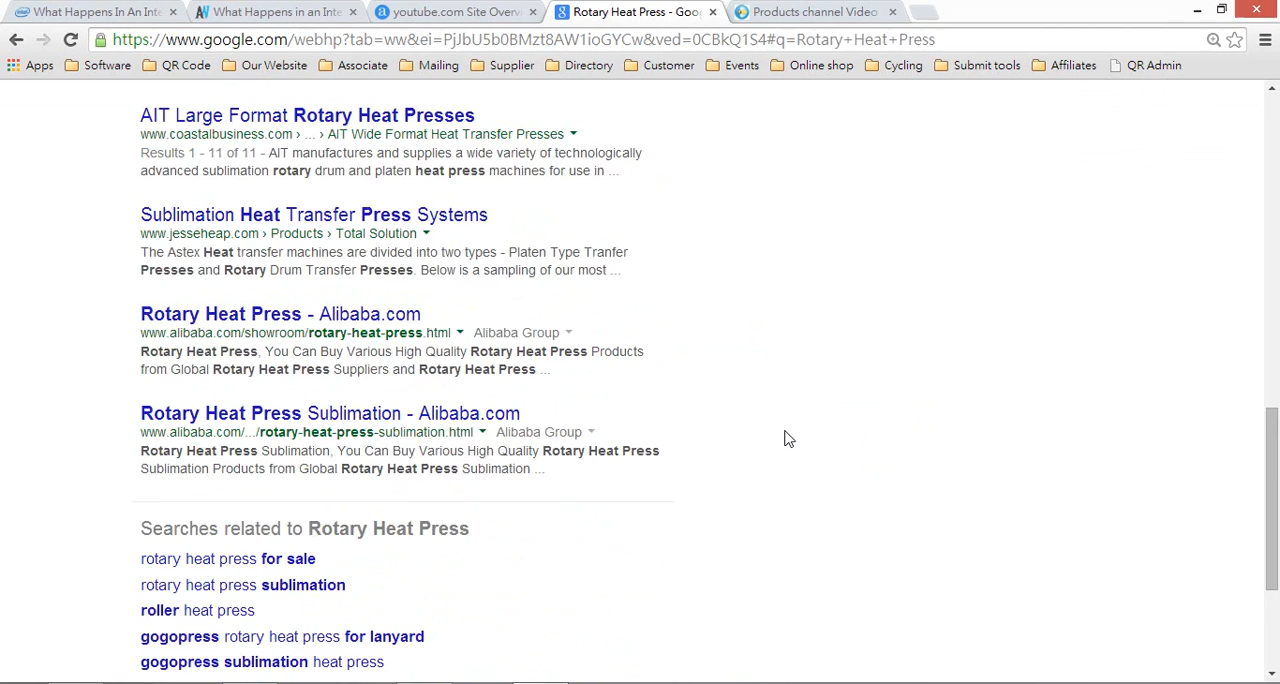 What Happens In An Inte
What Happens in an Inte
youtube.com Site Overv
Rotary Heat Press - Goo
Products channel Video
https://www.google.com/webhp?tab=ww&ei=PjJbU5b0BMzt8AW1ioGYCw&ved=0CBkQ1S4#q=Rotary+Heat+Press
Apps Software QR Code Our Website Associate Mailing Supplier Directory Customer Events Online shop Cycling Submit tools Affiliates QR Admin
AIT Large Format Rotary Heat Presses
www.coastalbusiness.com › ... › AIT Wide Format Heat Transfer Presses
Results 1 - 11 of 11 - AIT manufactures and supplies a wide variety of technologically
advanced sublimation rotary drum and platen heat press machines for use in ...
Sublimation Heat Transfer Press Systems
www.jesseheap.com › Products › Total Solution
The Astex Heat transfer machines are divided into two types - Platen Type Tranfer
Presses and Rotary Drum Transfer Presses. Below is a sampling of our most ...
Rotary Heat Press - Alibaba.com
www.alibaba.com/showroom/rotary-heat-press.html Alibaba Group
Rotary Heat Press, You Can Buy Various High Quality Rotary Heat Press Products
from Global Rotary Heat Press Suppliers and Rotary Heat Press ...
Rotary Heat Press Sublimation - Alibaba.com
www.alibaba.com/.../rotary-heat-press-sublimation.html Alibaba Group
Rotary Heat Press Sublimation, You Can Buy Various High Quality Rotary Heat Press
Sublimation Products from Global Rotary Heat Press Sublimation ...
Searches related to Rotary Heat Press
rotary heat press for sale
rotary heat press sublimation
roller heat press
gogopress rotary heat press for lanyard
gogopress sublimation heat press